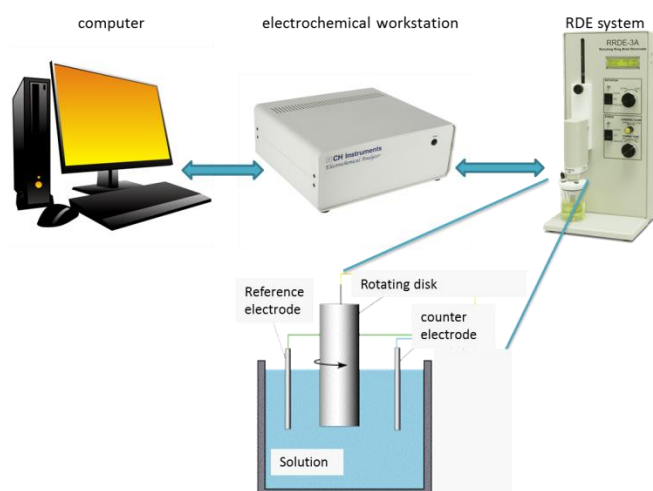 computer
electrochemical workstation
RDE system
RRDE-3A
CH Instruments
Electrochemical Analyzer
Rotating disk
Reference
electrode
counter
electrode
Solution